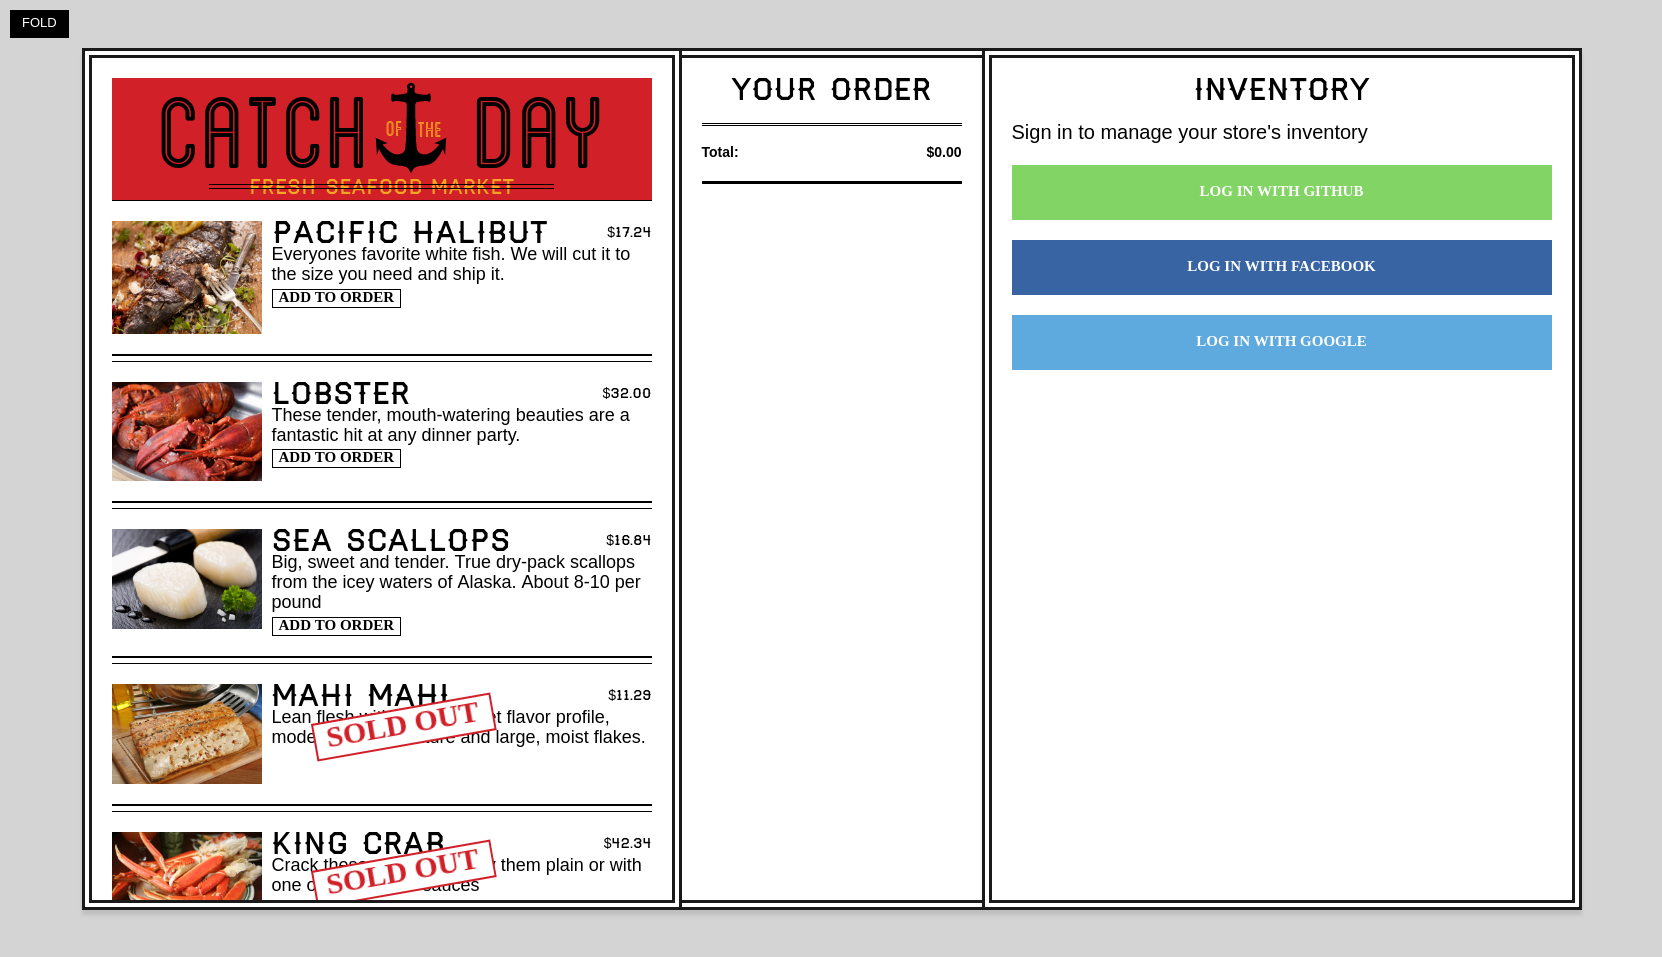 FOLD
CATCH OF THE DAY
FRESH SEAFOOD MARKET
PACIFIC HALIBUT $17.24
Everyones favorite white fish. We will cut it to
the size you need and ship it.
ADD TO ORDER
LOBSTER $32.00
These tender, mouth-watering beauties are a
fantastic hit at any dinner party.
ADD TO ORDER
SEA SCALLOPS $16.84
Big, sweet and tender. True dry-pack scallops
from the icey waters of Alaska. About 8-10 per
pound
ADD TO ORDER
MAHI MAHI $11.29
Lean flesh flavor profile,
and large, moist flakes.
SOLD OUT
KING CRAB $42.34
Crack them plain or with
one sauces
SOLD OUT
YOUR ORDER
Total: $0.00
INVENTORY
Sign in to manage your store's inventory
LOG IN WITH GITHUB
LOG IN WITH FACEBOOK
LOG IN WITH GOOGLE